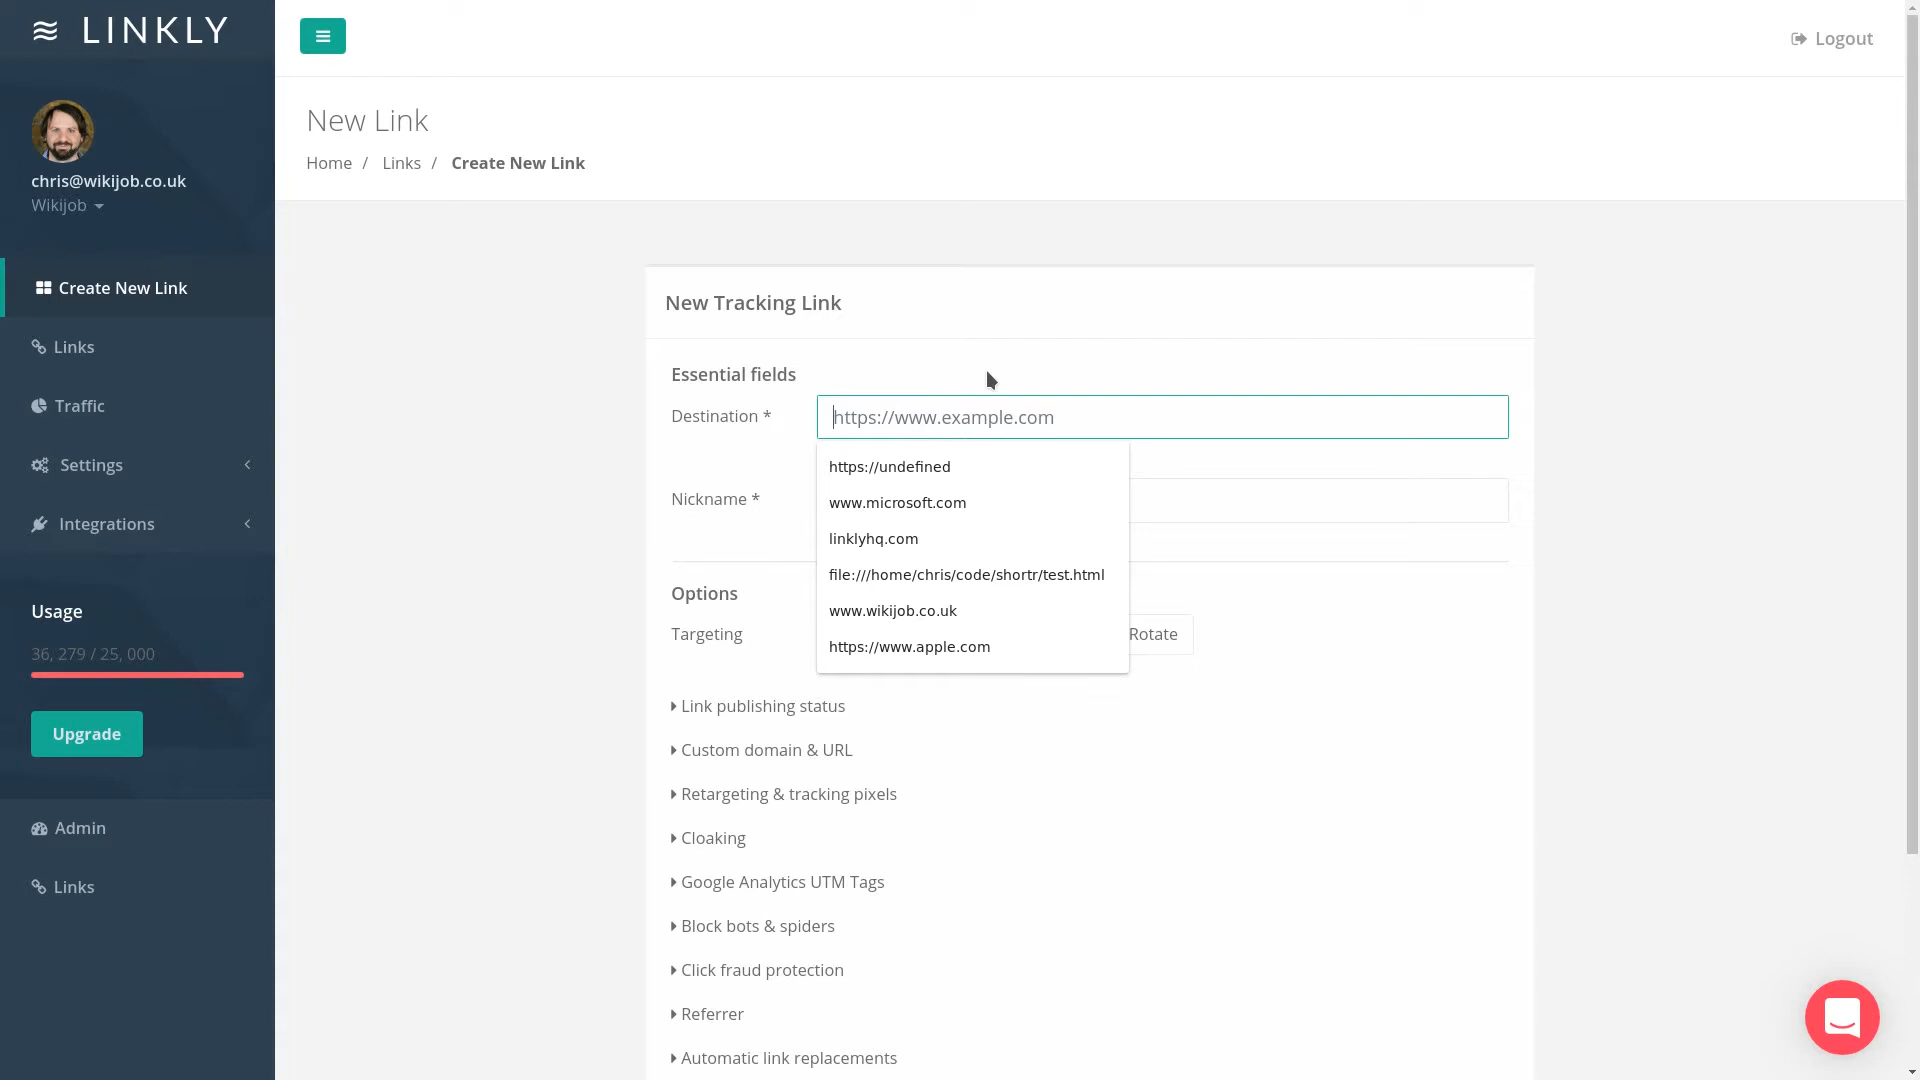 LINKLY
Logout
New Link
Home / Links / Create New Link
chris@wikijob.co.uk
Wikijob
Create New Link
Links
Traffic
Settings
Integrations
Usage
36, 279 / 25, 000
Upgrade
Admin
Links
New Tracking Link
Essential fields
Destination *
https://www.example.com
https://undefined
www.microsoft.com
linklyhq.com
file:///home/chris/code/shortr/test.html
www.wikijob.co.uk
https://www.apple.com
Nickname *
Options
Targeting
Rotate
Link publishing status
Custom domain & URL
Retargeting & tracking pixels
Cloaking
Google Analytics UTM Tags
Block bots & spiders
Click fraud protection
Referrer
Automatic link replacements